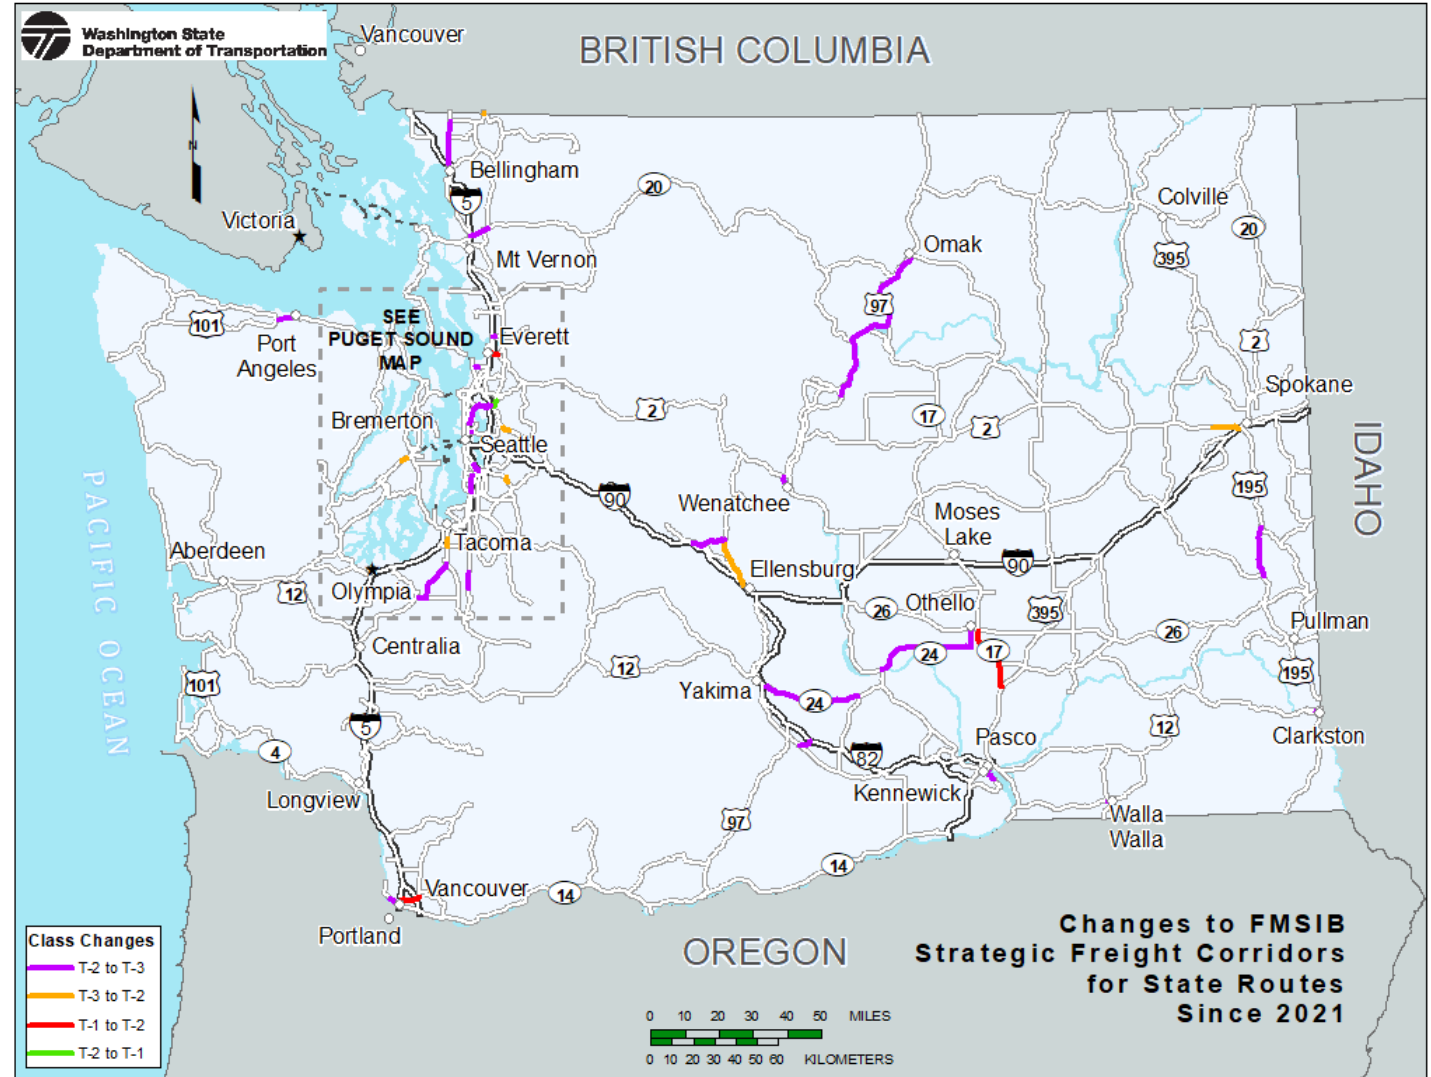 Washington State
Department of Transportation
Vancouver
BRITISH COLUMBIA
N
Bellingham
5
20
Colville
Victoria
20
Omak
395
Mt Vernon
97
101
SEE
PUGET SOUND
MAP
Everett
Port
Angeles
2
Spokane
Bremerton
2
17
2
Seattle
IDAHO
PACIFIC OCEAN
90
195
Wenatchee
Moses
Lake
Tacoma
Aberdeen
90
Ellensburg
Olympia
12
26
Othello
395
Pullman
26
Centralia
24
17
12
101
195
Yakima
24
5
12
Pasco
Clarkston
4
82
Longview
Kennewick
97
Walla
Walla
14
Vancouver
14
Portland
Changes to FMSIB
Strategic Freight Corridors
for State Routes
Since 2021
OREGON
Class Changes
T-2 to T-3
T-3 to T-2
T-1 to T-2
T-2 to T-1
0 10 20 30 40 50 MILES
0 10 20 30 40 50 60 KILOMETERS